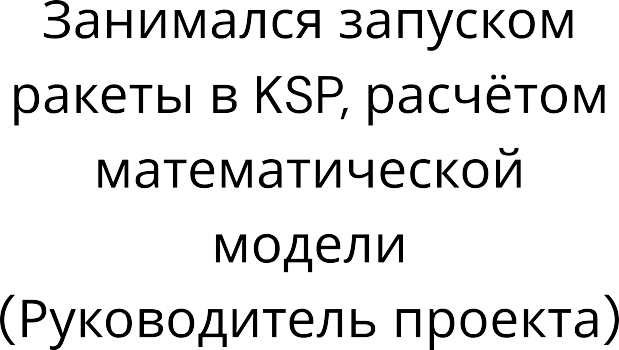 Занимался запуском
ракеты в KSP, расчётом
математической
модели
(Руководитель проекта)